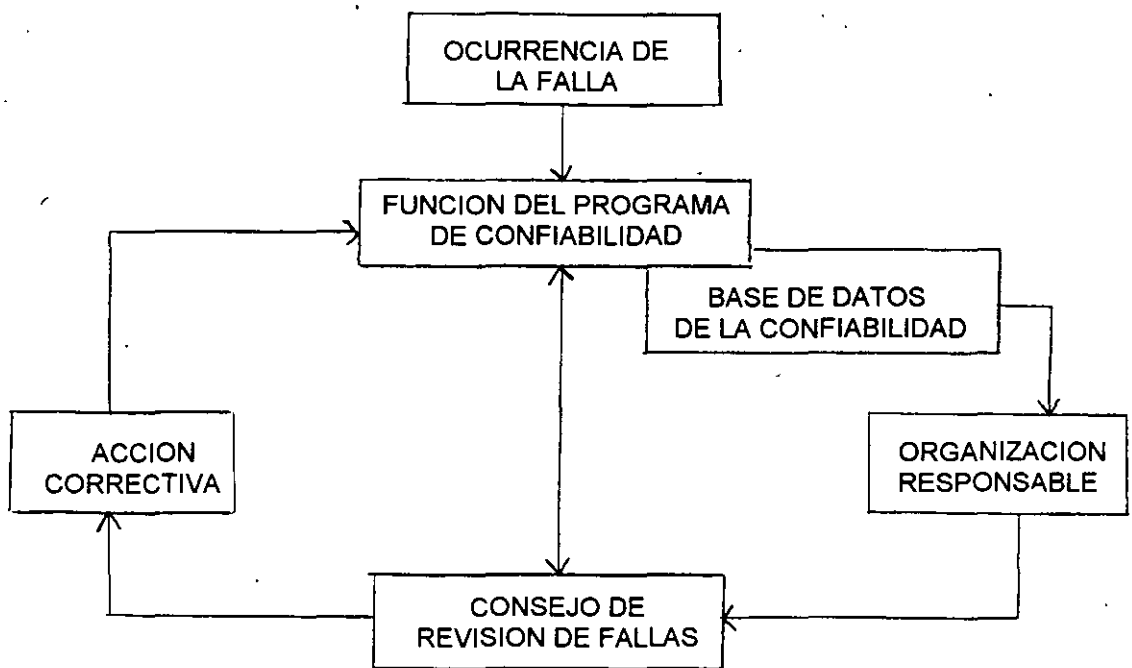 OCURRENCIA DE
LA FALLA
FUNCION DEL PROGRAMA
DE CONFIABILIDAD
BASE DE DATOS
DE LA CONFIABILIDAD
ACCION
CORRECTIVA
ORGANIZACION
RESPONSABLE
CONSEJO DE
REVISION DE FALLAS